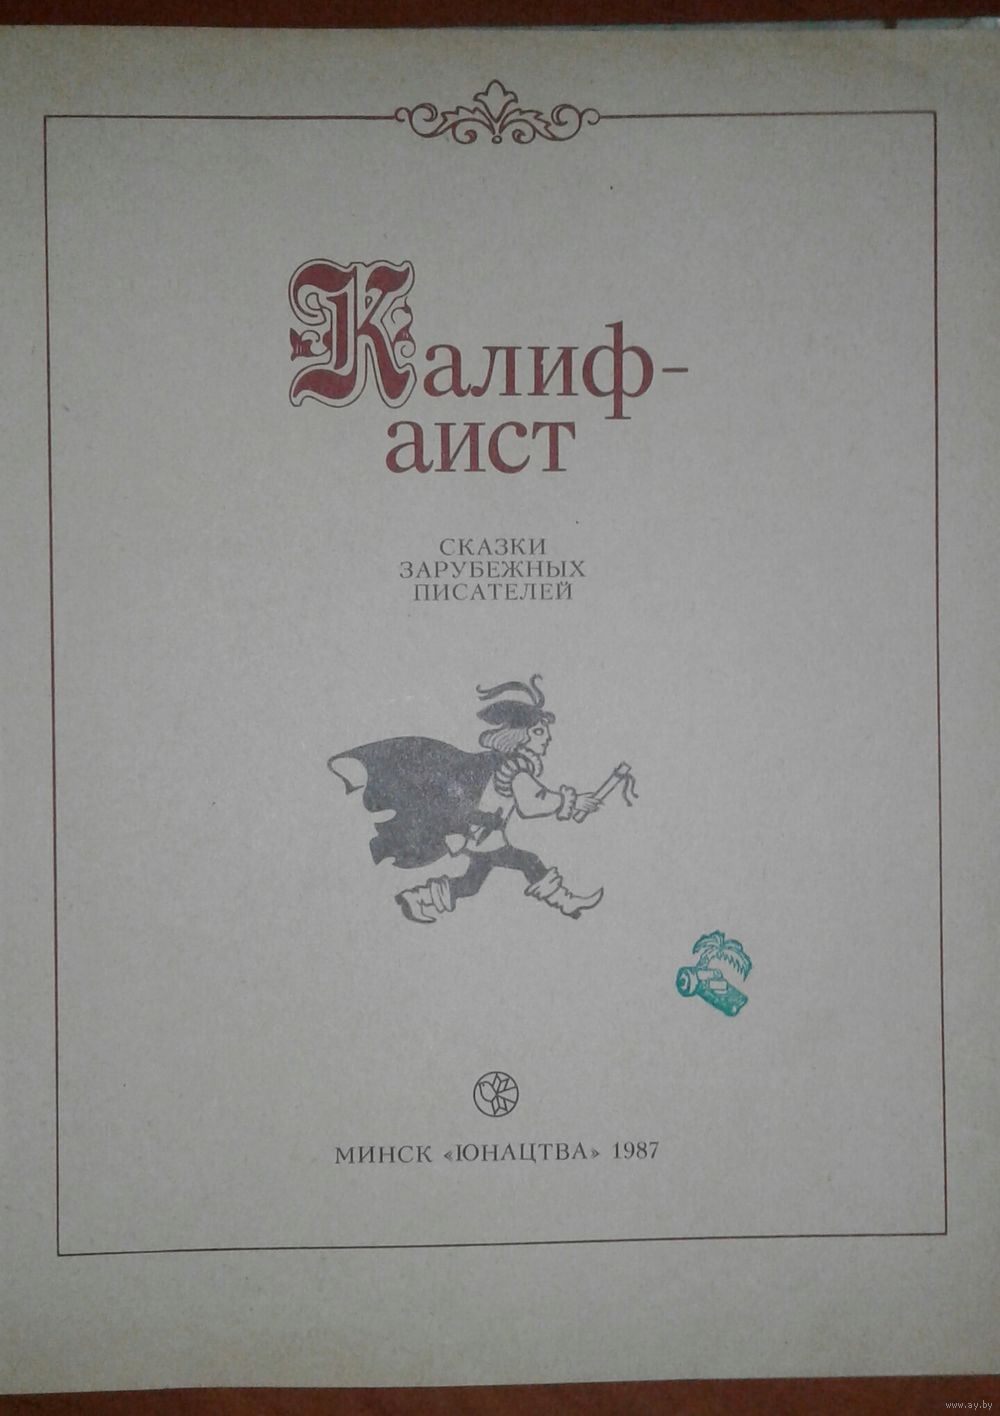 Калиф-
аист
СКАЗКИ
ЗАРУБЕЖНЫХ
ПИСАТЕЛЕЙ
МИНСК «ЮНАЦТВА» 1987
www.ay.by